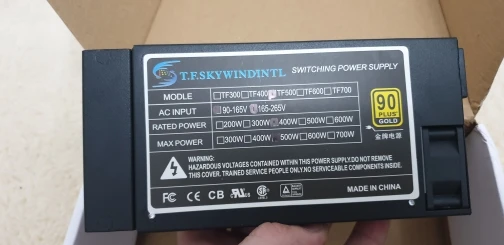 T.F.SKYWINDINTL SWITCHING POWER SUPPLY
MODLE TF300 TF400 TF500 TF600 TF700
AC INPUT 90-165V 165-265V
RATED POWER 200W 300W 400W 500W 600W
MAX POWER 300W 400W 500W 600W 700W
90
PLUS
GOLD
金牌电源
WARNING:
HAZARDOUS VOLTAGES CONTAINED WITHIN THIS POWER SUPPLY.DO NOT REMOVE
THIS COVER. TRAINED SERVICE PEOPLE ONLY.NO SERVICEABLE COMPONENTS INSIDE.
FC CE CB MADE IN CHINA